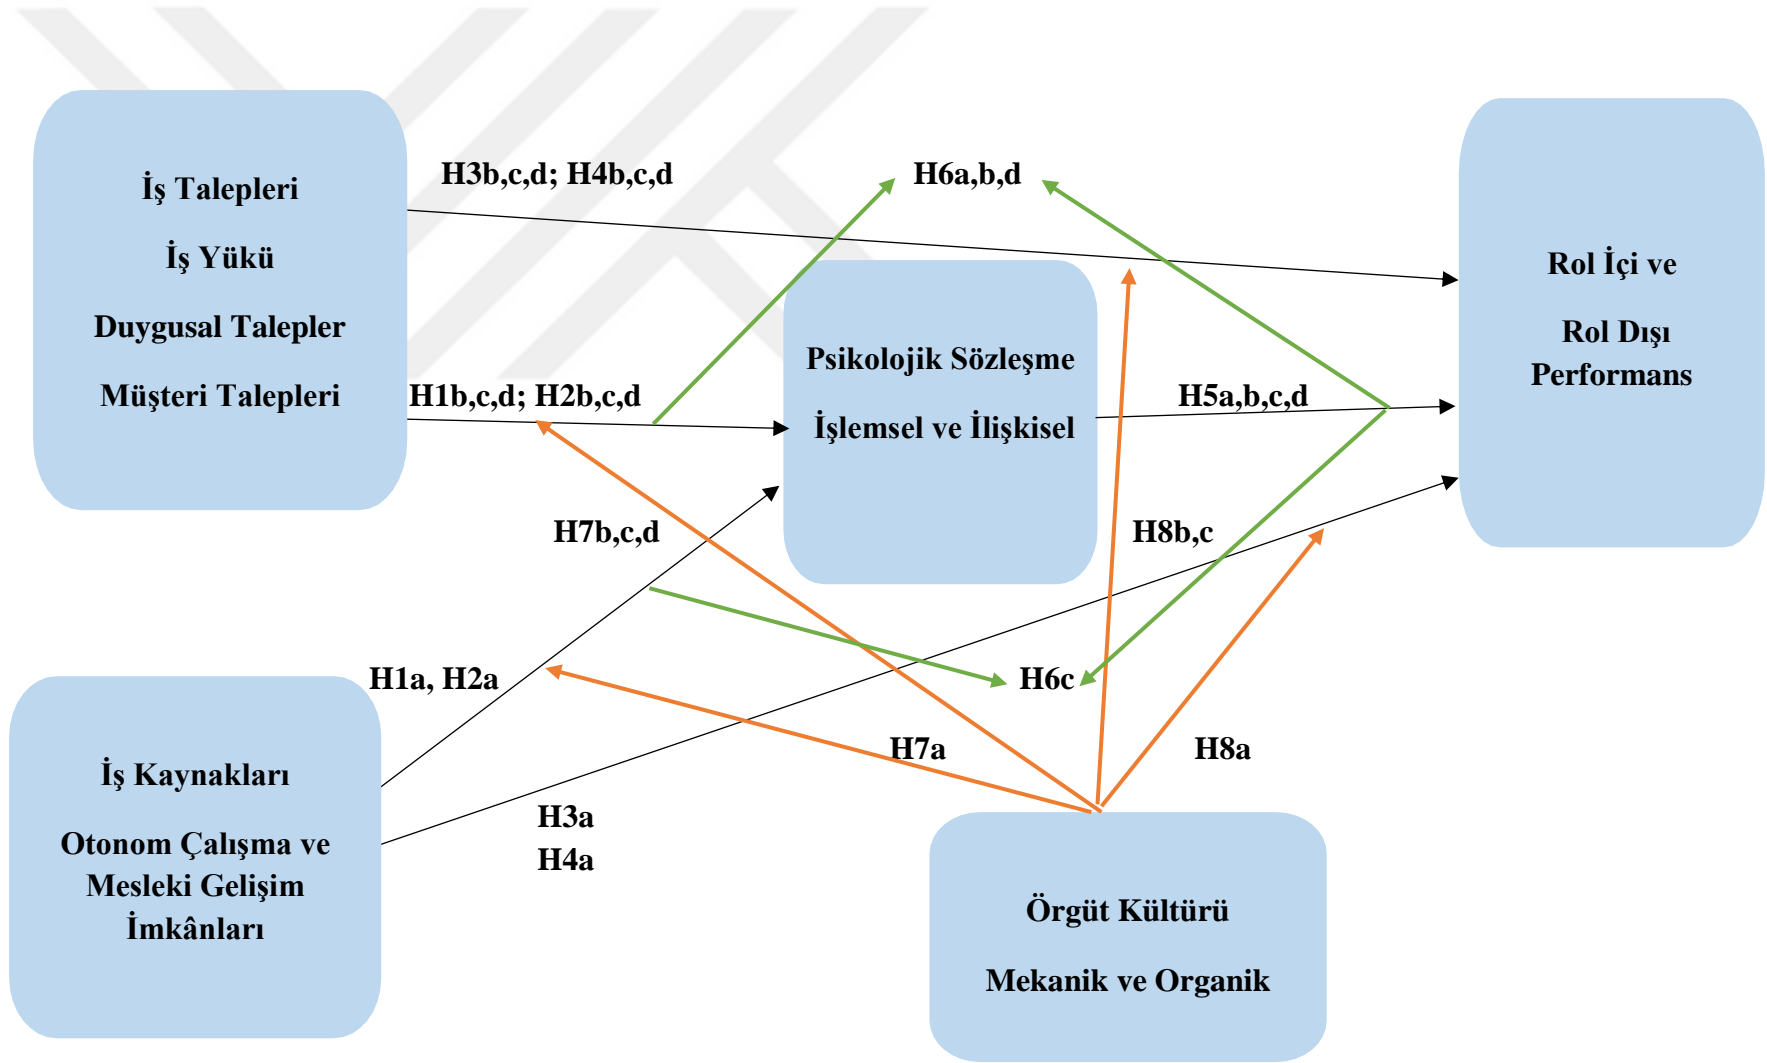 İş Talepleri
İş Yükü
Duygusal Talepler
Müşteri Talepleri
H3b,c,d; H4b,c,d
H6a,b,d
H1b,c,d; H2b,c,d
Psikolojik Sözleşme
İşlemsel ve İlişkisel
H5a,b,c,d
Rol İçi ve
Rol Dışı
Performans
H7b,c,d
H8b,c
H1a, H2a
H6c
H7a
H8a
İş Kaynakları
Otonom Çalışma ve
Mesleki Gelişim
İmkânları
H3a
H4a
Örgüt Kültürü
Mekanik ve Organik